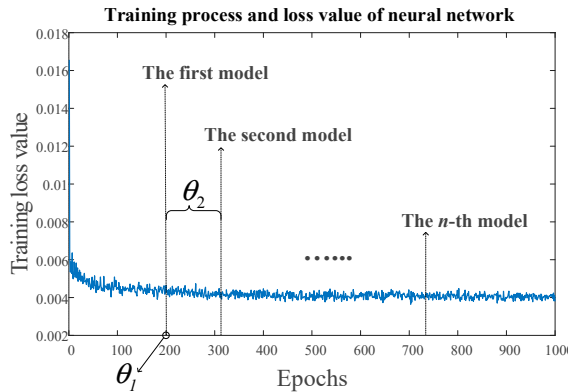 Training process and loss value of neural network
0.018
0.016
0.014
0.012
0.01
0.008
0.006
0.004
0.002
Training loss value
The first model
The second model
θ2
The n-th model
0 100 200 300 400 500 600 700 800 900 1000
θ1
Epochs